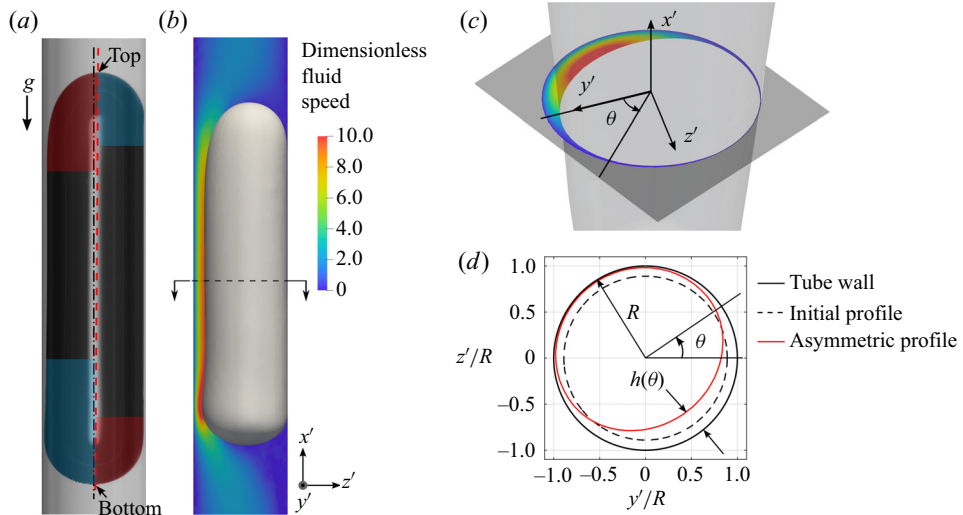 (a)
Top
g
Bottom
(b)
Dimensionless
fluid
speed
10.0
8.0
6.0
4.0
2.0
0
x′
y′
z′
(c)
x′
y′
θ
z′
(d)
1.0
0.5
0
−0.5
−1.0
z′/R
R
θ
h(θ)
−1.0 −0.5 0 0.5 1.0
y′/R
Tube wall
Initial profile
Asymmetric profile